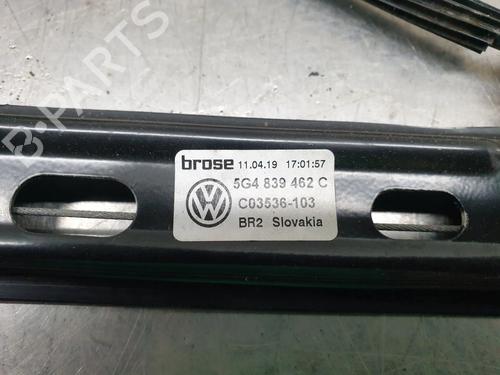 brose 11.04.19 17:01:57
5G4 839 462 C
C03536-103
BR2 Slovakia
B-PARTS